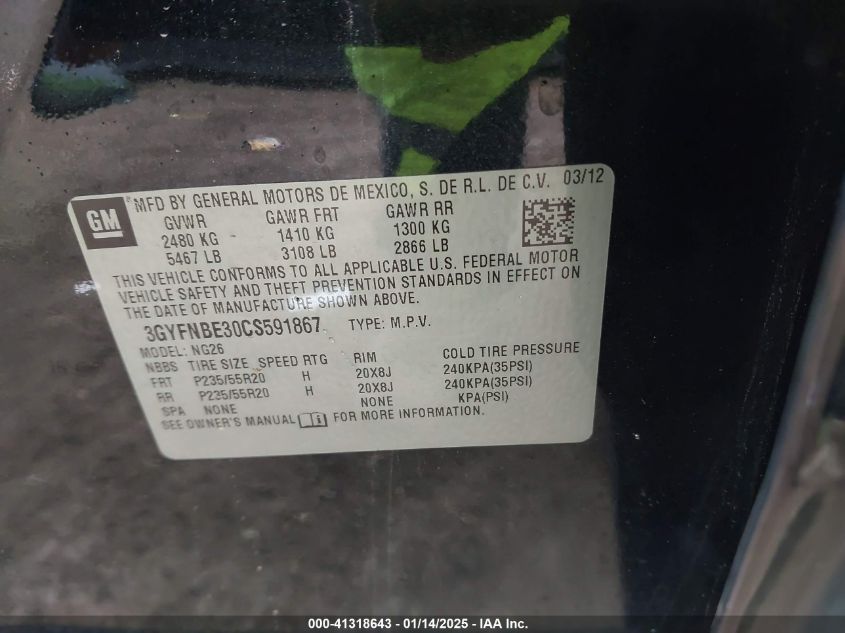 GM
® MFD BY GENERAL MOTORS DE MEXICO, S. DE R.L. DE C.V. 03/12
GVWR GAWR FRT GAWR RR
2480 KG 1410 KG 1300 KG
5467 LB 3108 LB 2866 LB
THIS VEHICLE CONFORMS TO ALL APPLICABLE U.S. FEDERAL MOTOR
VEHICLE SAFETY AND THEFT PREVENTION STANDARDS IN EFFECT ON
THE DATE OF MANUFACTURE SHOWN ABOVE.
3GYFNBE30CS591867 TYPE: M.P.V.
MODEL: NG26
NBBS TIRE SIZE SPEED RTG RIM COLD TIRE PRESSURE
FRT P235/55R20 H 20X8J 240KPA(35PSI)
RR P235/55R20 H 20X8J 240KPA(35PSI)
SPA NONE NONE KPA(PSI)
SEE OWNER'S MANUAL FOR MORE INFORMATION.
000-41318643 - 01/14/2025 - IAA Inc.